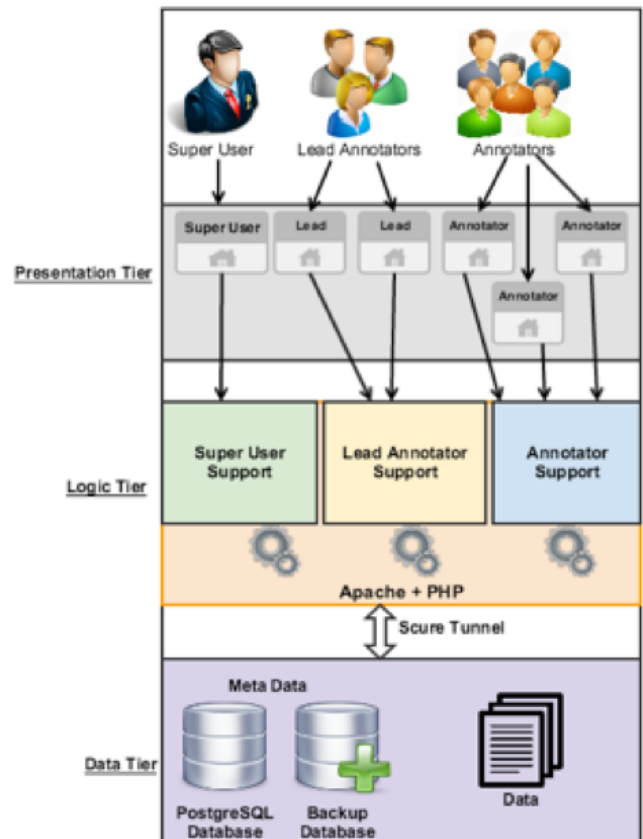 Super User
Lead Annotators
Annotators
Super User
Lead
Lead
Annotator
Annotator
Presentation Tier
Annotator
Super User
Support
Lead Annotator
Support
Annotator
Support
Logic Tier
Apache + PHP
Scure Tunnel
Meta Data
Data Tier
PostgreSQL
Database
Backup
Database
Data